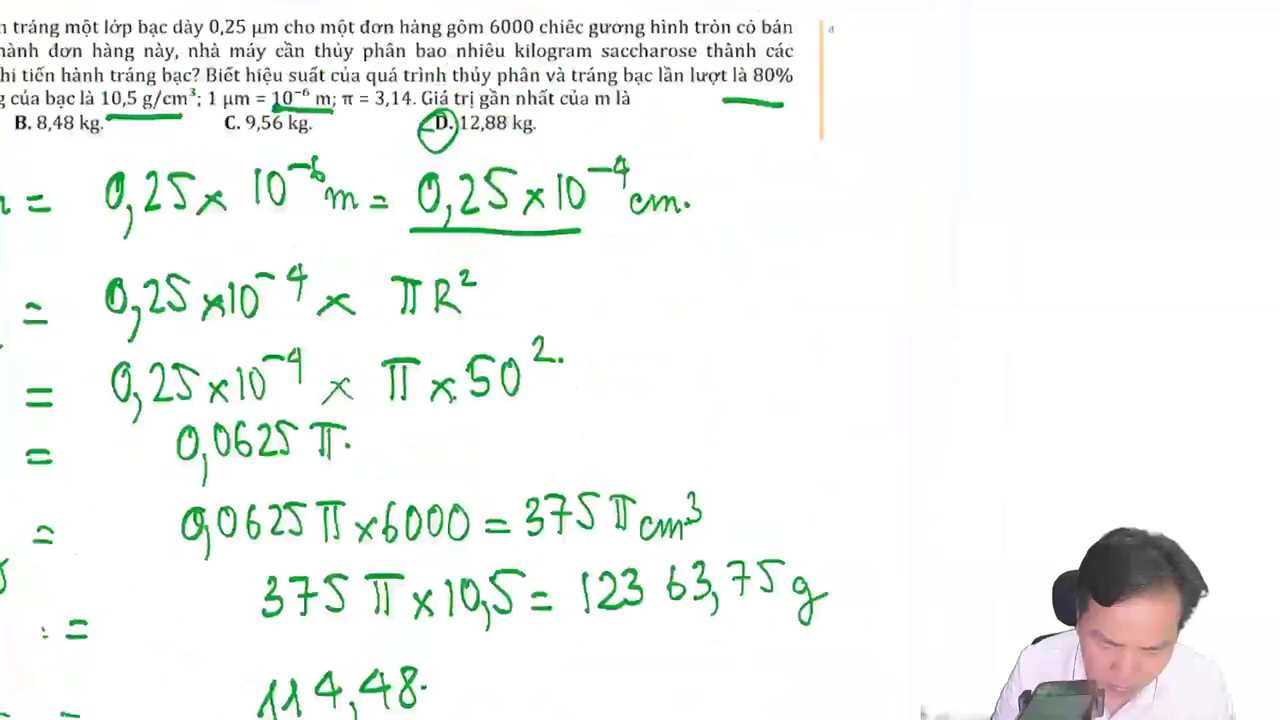 tráng một lớp bạc dày 0,25 μm cho một đơn hàng gồm 6000 chiếc gương hình tròn có bán
hành đơn hàng này, nhà máy cần thủy phân bao nhiêu kilogram saccharose thành các
hi tiến hành tráng bạc? Biết hiệu suất của quá trình thủy phân và tráng bạc lần lượt là 80%
g của bạc là 10,5 g/cm³; 1 μm = 10⁻⁶ m; π = 3,14. Giá trị gần nhất của m là
B. 8,48 kg. C. 9,56 kg. D. 12,88 kg.
= 0,25 × 10⁻⁶ m = 0,25 × 10⁻⁴ cm.
= 0,25 × 10⁻⁴ × π R²
= 0,25 × 10⁻⁴ × π × 50².
= 0,0625 π.
= 0,0625 π × 6000 = 375 π cm³
375 π × 10,5 = 12363,75 g
=
114,48.